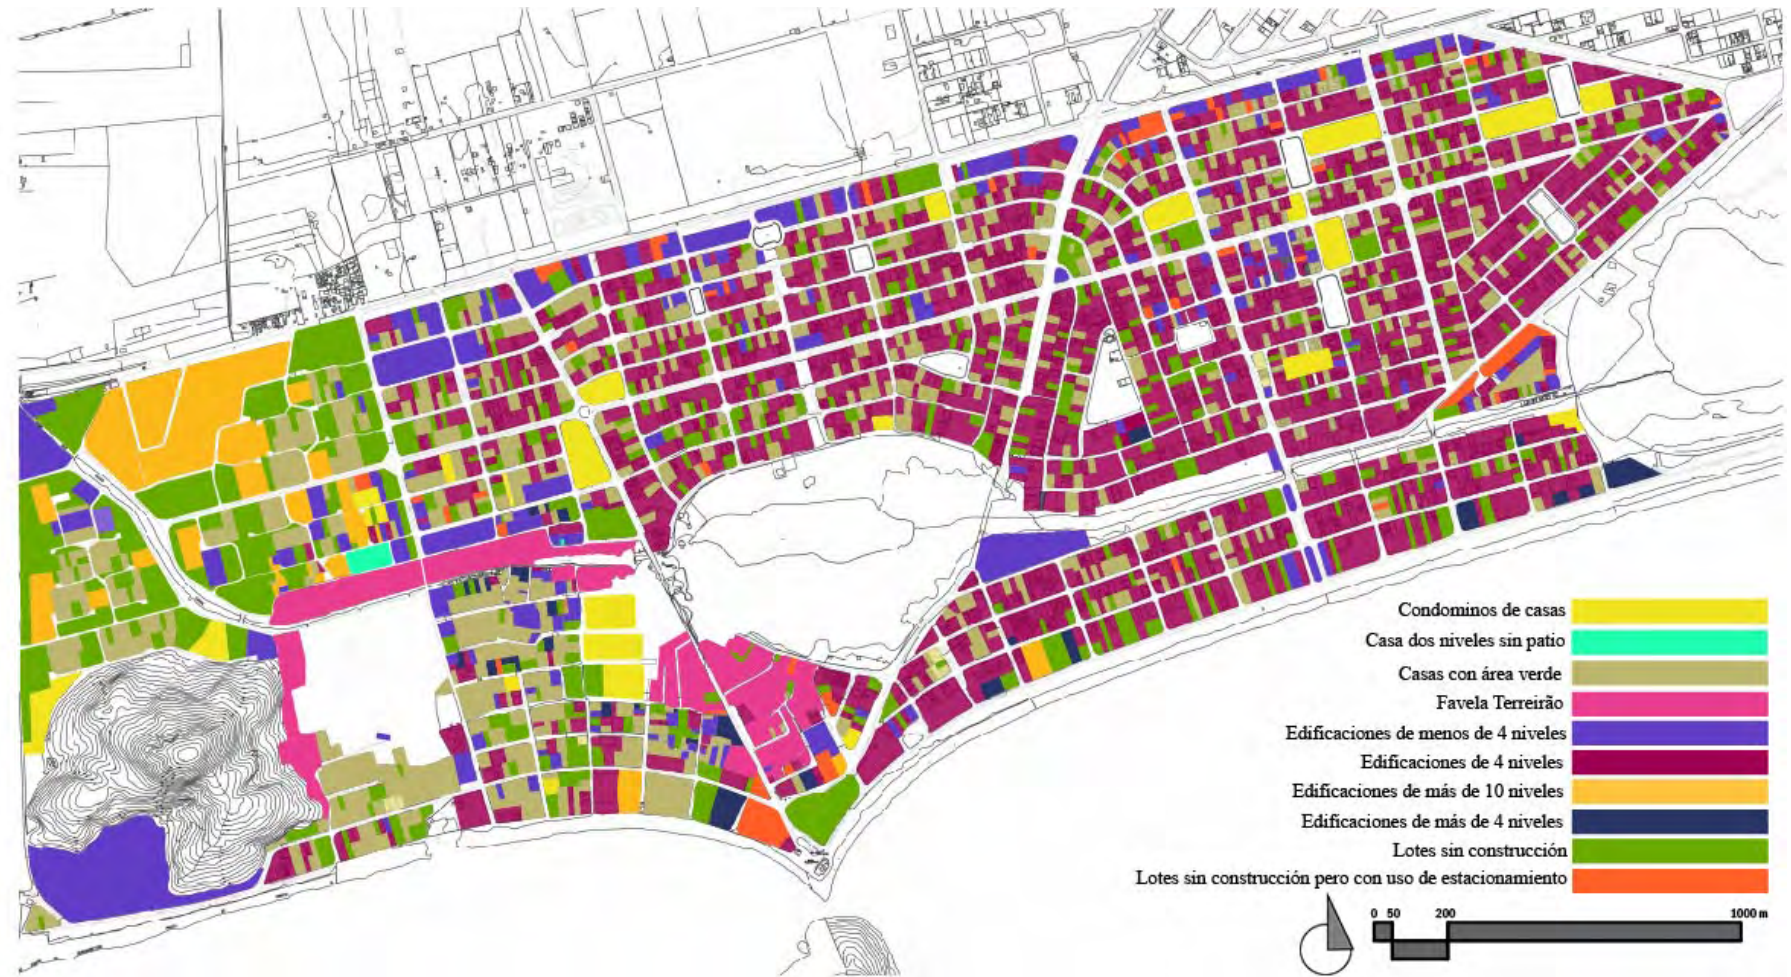 Condominos de casas
Casa dos niveles sin patio
Casas con área verde
Favela Terreirão
Edificaciones de menos de 4 niveles
Edificaciones de 4 niveles
Edificaciones de más de 10 niveles
Edificaciones de más de 4 niveles
Lotes sin construcción
Lotes sin construcción pero con uso de estacionamiento
0 50 200 1000 m